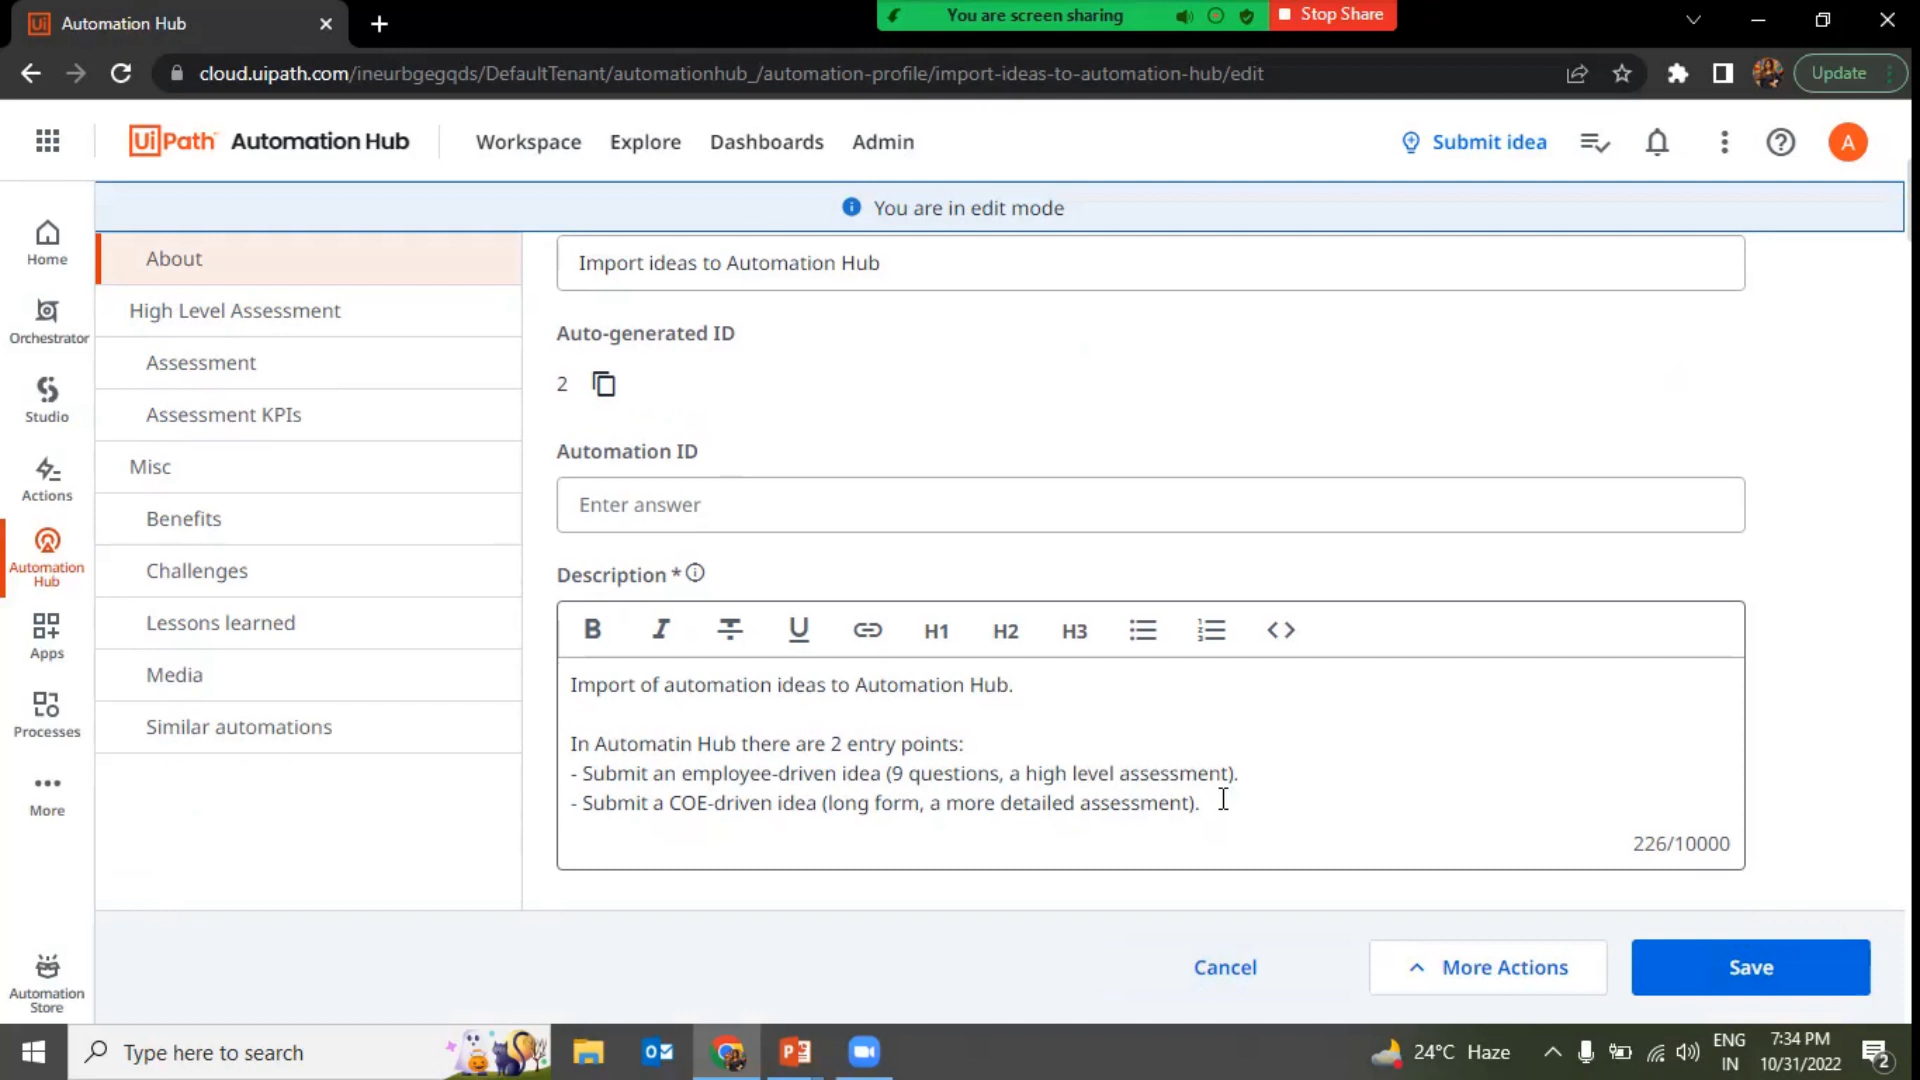 Automation Hub
You are screen sharing
Stop Share
cloud.uipath.com/ineurbgegqds/DefaultTenant/automationhub_/automation-profile/import-ideas-to-automation-hub/edit
Update
UiPath Automation Hub
Workspace
Explore
Dashboards
Admin
Submit idea
A
You are in edit mode
Home
Orchestrator
Studio
Actions
Automation
Hub
Apps
Processes
More
Automation
Store
About
High Level Assessment
Assessment
Assessment KPIs
Misc
Benefits
Challenges
Lessons learned
Media
Similar automations
Import ideas to Automation Hub
Auto-generated ID
2
Automation ID
Enter answer
Description *
B I T U H1 H2 H3 <>
Import of automation ideas to Automation Hub.
In Automatin Hub there are 2 entry points:
- Submit an employee-driven idea (9 questions, a high level assessment).
- Submit a COE-driven idea (long form, a more detailed assessment).
226/10000
Cancel
More Actions
Save
Type here to search
24°C Haze
ENG
IN
7:34 PM
10/31/2022
2